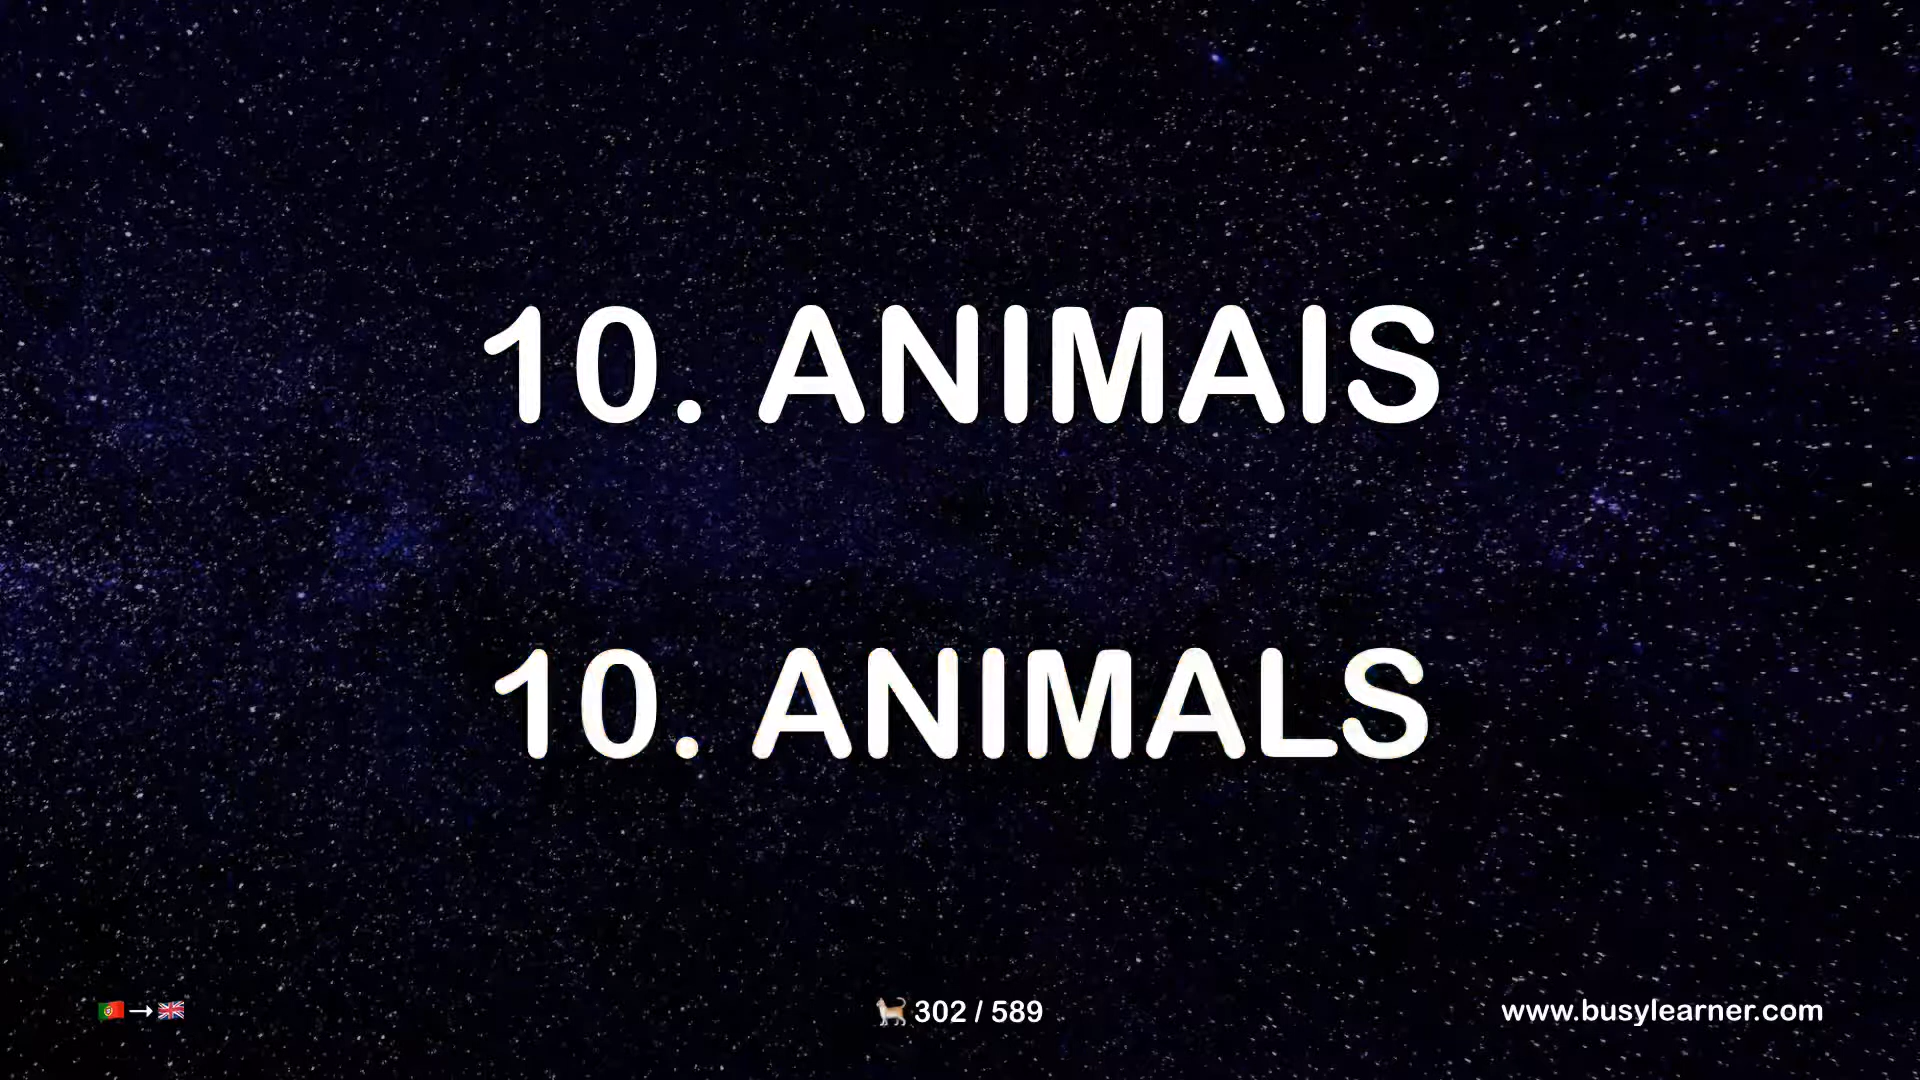 10. ANIMAIS
10. ANIMALS
🇵🇹→🇬🇧
🐕 302 / 589
www.busylearner.com